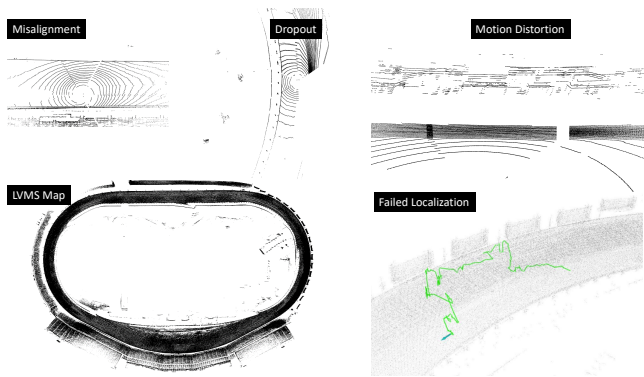 Misalignment
Dropout
Motion Distortion
LVMS Map
Failed Localization